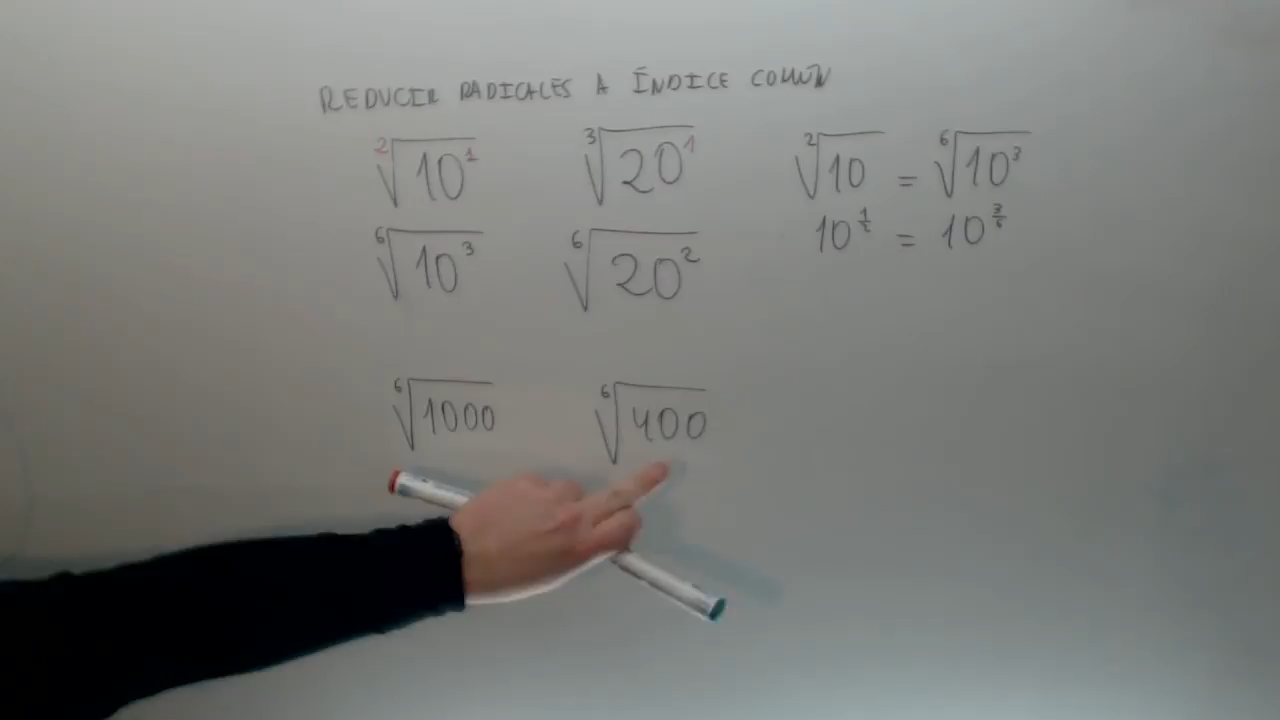 REDUCIR RADICALES A ÍNDICE COMÚN
²√10¹ ³√20¹ ²√10 = ⁶√10³
⁶√10³ ⁶√20² 10^½ = 10^(3/6)
⁶√1000 ⁶√400